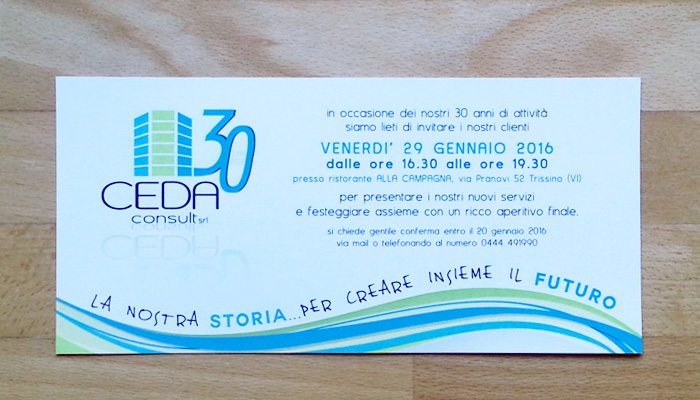 30
CEDA
consult srl
in occasione dei nostri 30 anni di attività
siamo lieti di invitare i nostri clienti
VENERDI' 29 GENNAIO 2016
dalle ore 16.30 alle ore 19.30
presso ristorante ALLA CAMPAGNA, via Pranovi 52 Trissino (VI)
per presentare i nostri nuovi servizi
e festeggiare assieme con un ricco aperitivo finale.
si chiede gentile conferma entro il 20 gennaio 2016
via mail o telefonando al numero 0444 491990
LA NOSTRA STORIA...PER CREARE INSIEME IL FUTURO